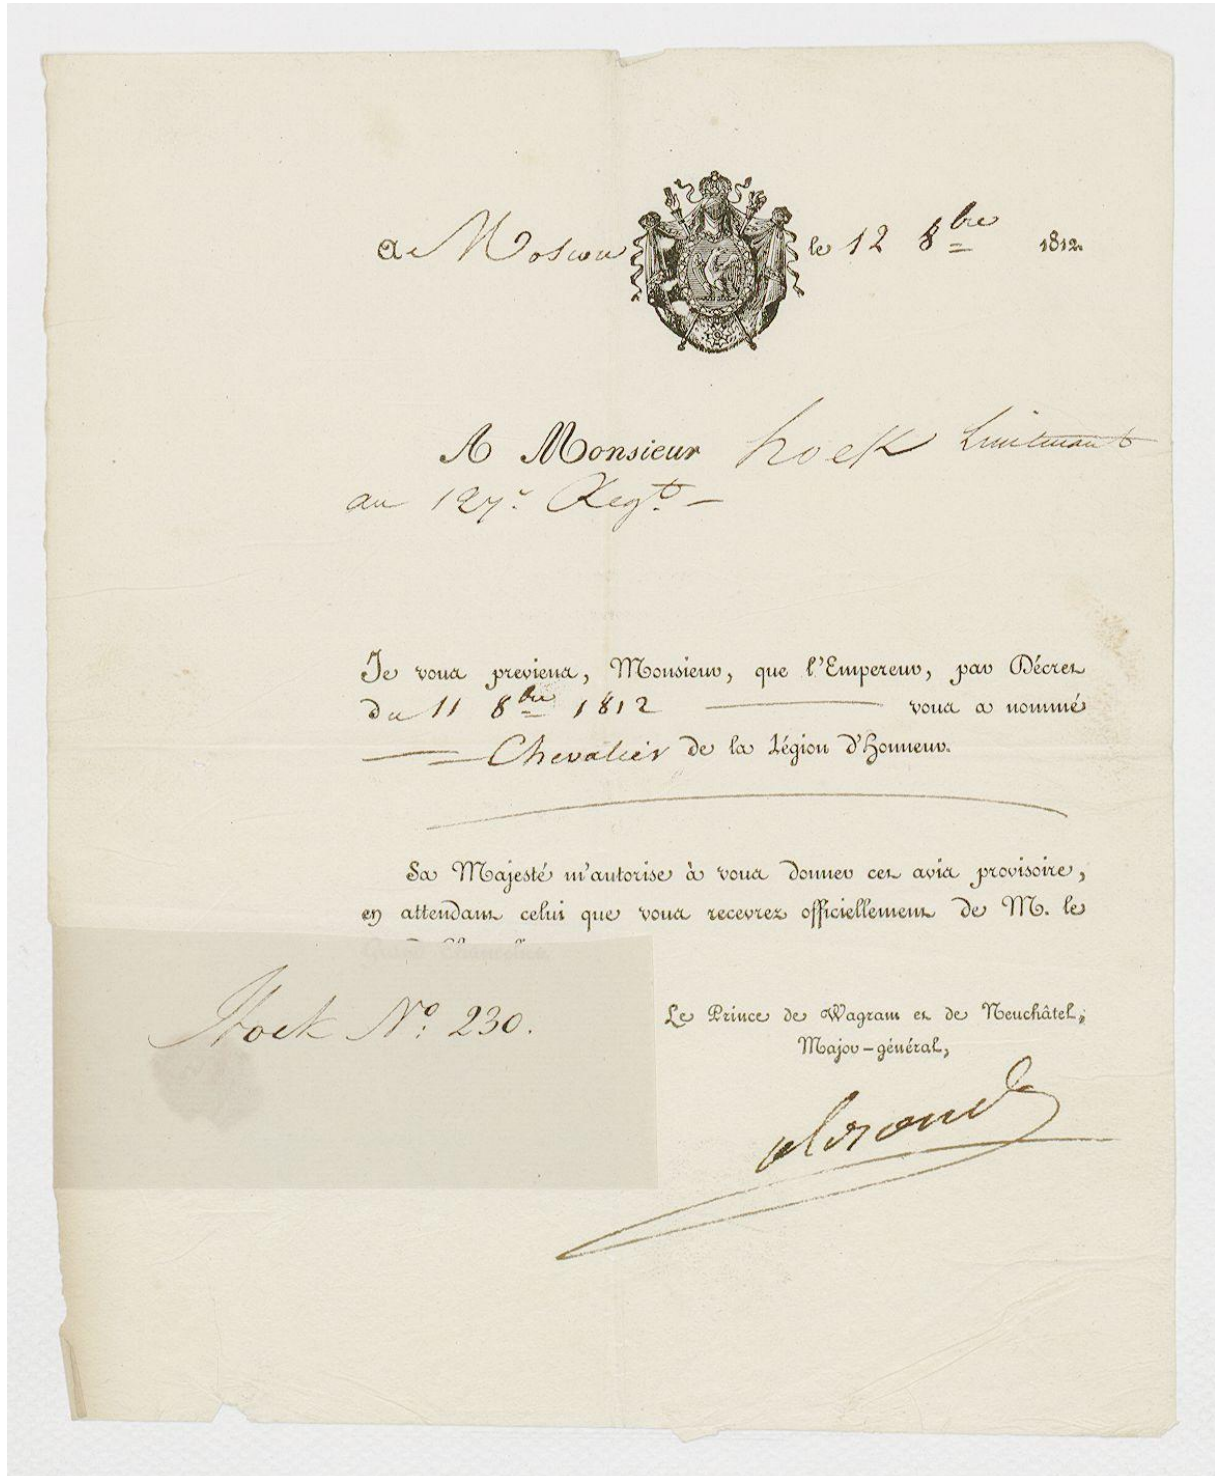 A Moscou le 12 8bre 1812.
A Monsieur hoek Lieutenant
au 127e. Regt. —
Je vous previens, Monsieur, que l'Empereur, par Décret
du 11 8bre 1812 —— vous a nommé
—— Chevalier de la Légion d'honneur.
Sa Majesté m'autorise à vous donner cet avis provisoire,
en attendant celui que vous recevrez officiellement de M. le
Grand Chancelier.
Le Prince de Wagram et de Neuchâtel,
Major-général,
Hoek No: 230.